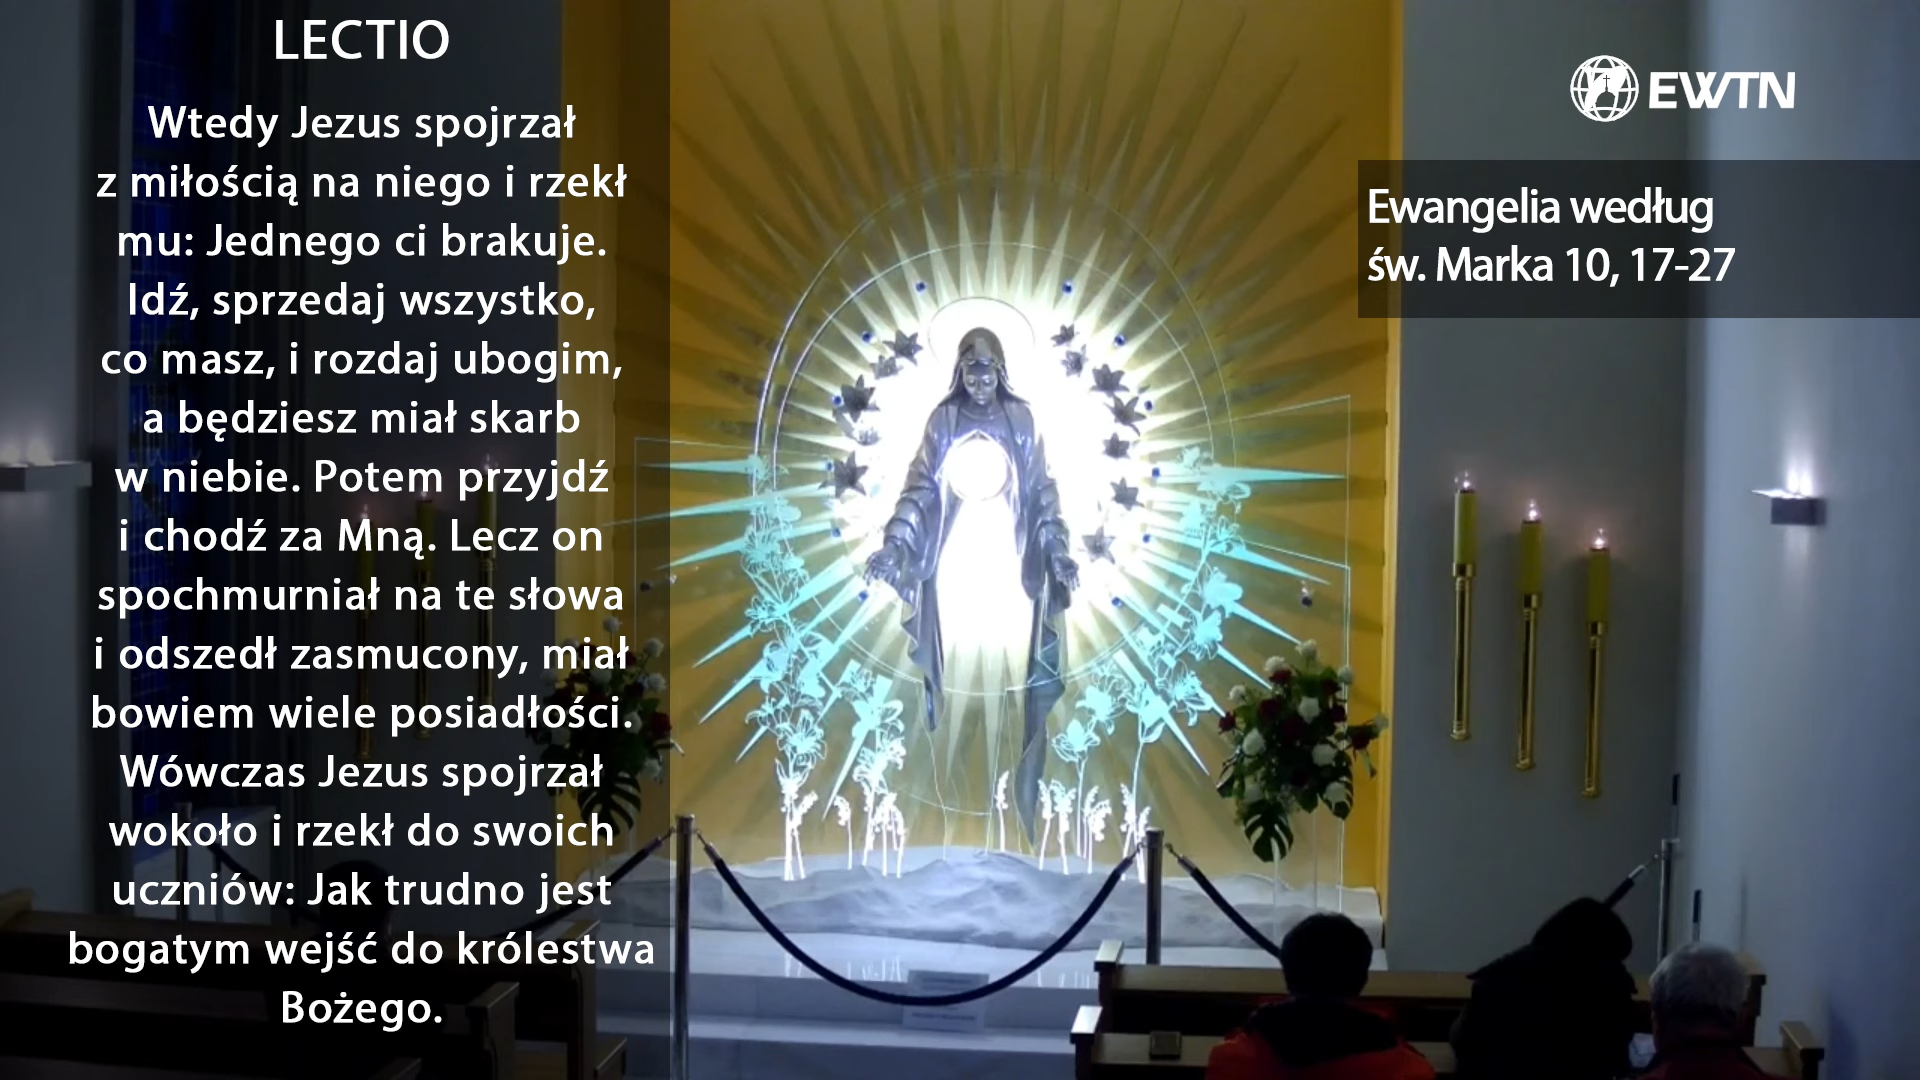 LECTIO
Wtedy Jezus spojrzał
z miłością na niego i rzekł
mu: Jednego ci brakuje.
Idź, sprzedaj wszystko,
co masz, i rozdaj ubogim,
a będziesz miał skarb
w niebie. Potem przyjdź
i chodź za Mną. Lecz on
spochmurniał na te słowa
i odszedł zasmucony, miał
bowiem wiele posiadłości.
Wówczas Jezus spojrzał
wokoło i rzekł do swoich
uczniów: Jak trudno jest
bogatym wejść do królestwa
Bożego.
EWTN
Ewangelia według
św. Marka 10, 17-27